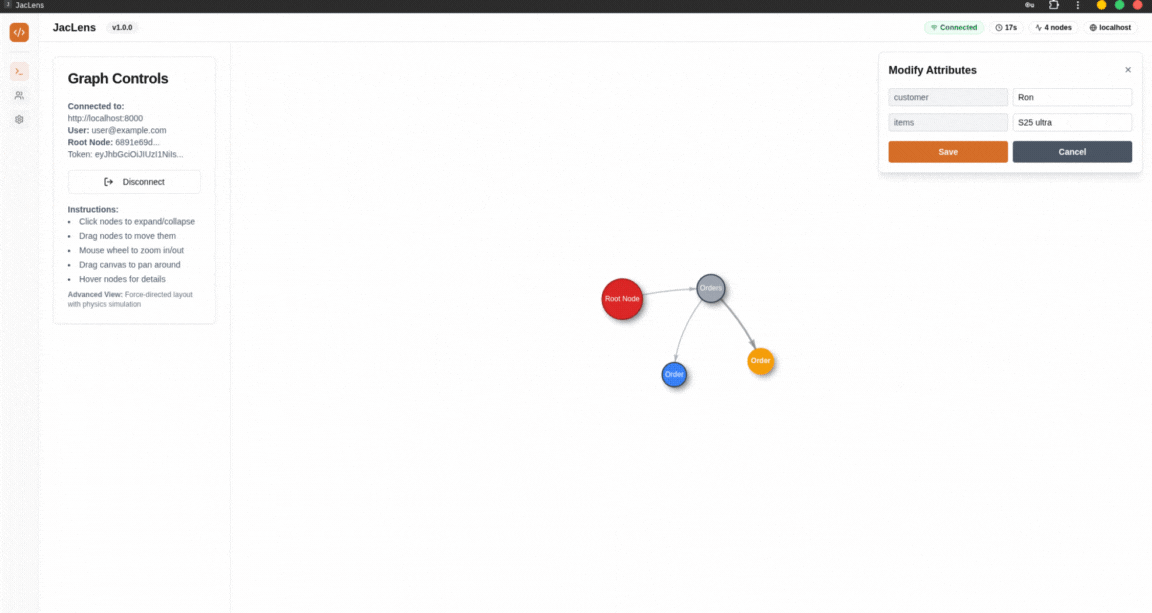 JacLens
JacLens v1.0.0
Connected 17s 4 nodes localhost
Graph Controls
Connected to:
http://localhost:8000
User: user@example.com
Root Node: 6891e69d...
Token: eyJhbGciOiJIUzI1NiIs...
Disconnect
Instructions:
• Click nodes to expand/collapse
• Drag nodes to move them
• Mouse wheel to zoom in/out
• Drag canvas to pan around
• Hover nodes for details
Advanced View: Force-directed layout
with physics simulation
Modify Attributes
customer Ron
items S25 ultra
Save Cancel
Root Node
Orders
Order
Order